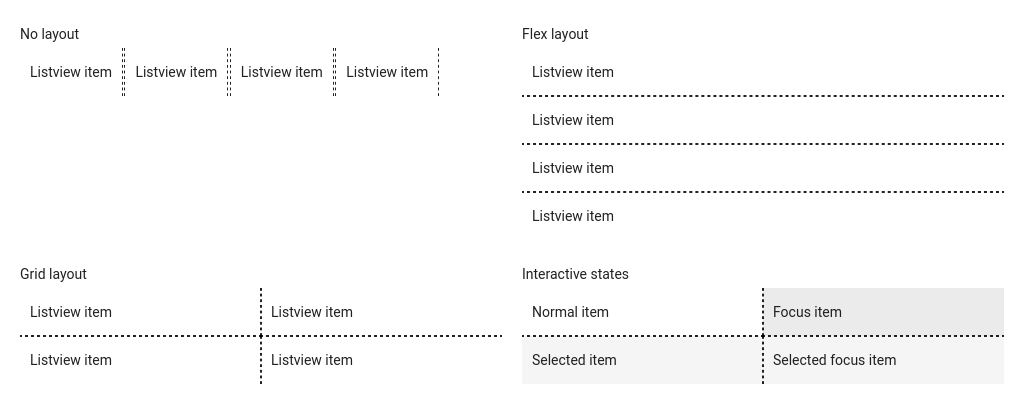 No layout
Listview item Listview item Listview item Listview item
Flex layout
Listview item
Listview item
Listview item
Listview item
Grid layout
Listview item Listview item
Listview item Listview item
Interactive states
Normal item Focus item
Selected item Selected focus item